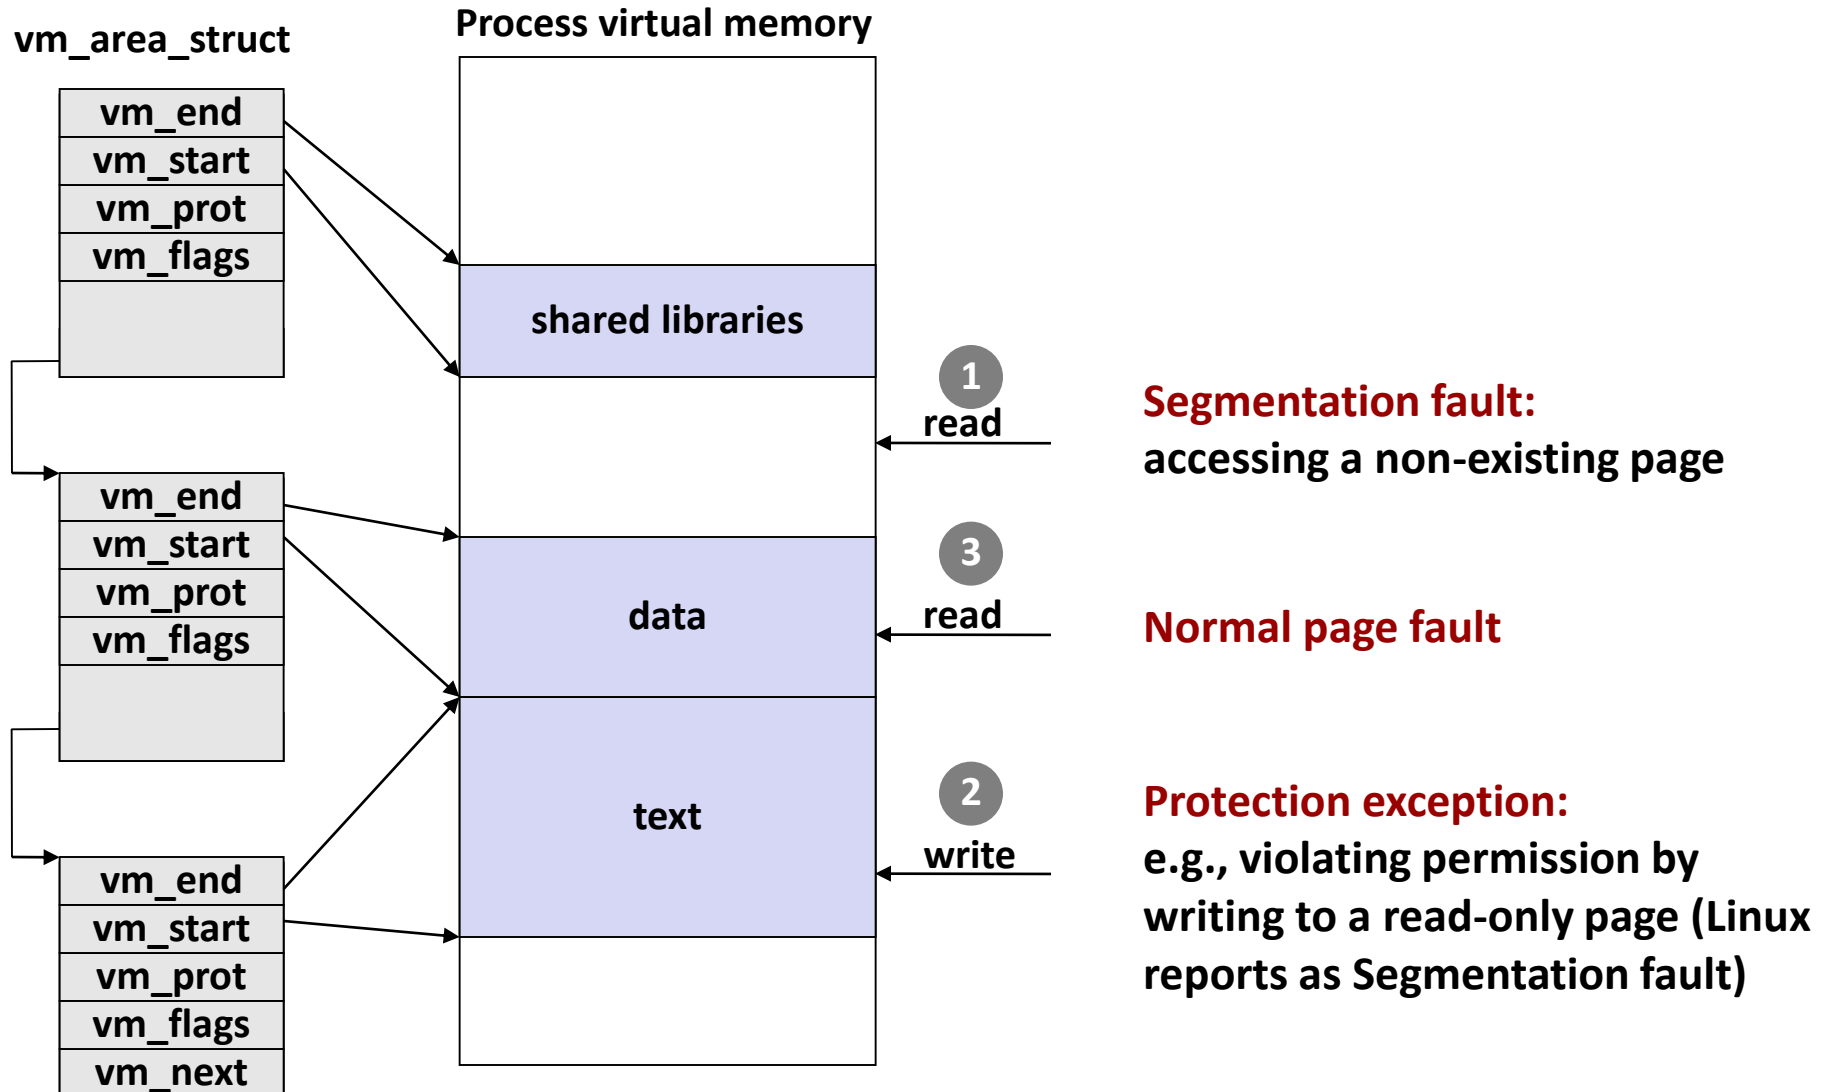 Process virtual memory
vm_area_struct
vm_end
vm_start
vm_prot
vm_flags
shared libraries
1
read
Segmentation fault:
accessing a non-existing page
vm_end
vm_start
vm_prot
vm_flags
data
3
read
Normal page fault
text
2
write
Protection exception:
e.g., violating permission by
writing to a read-only page (Linux
reports as Segmentation fault)
vm_end
vm_start
vm_prot
vm_flags
vm_next